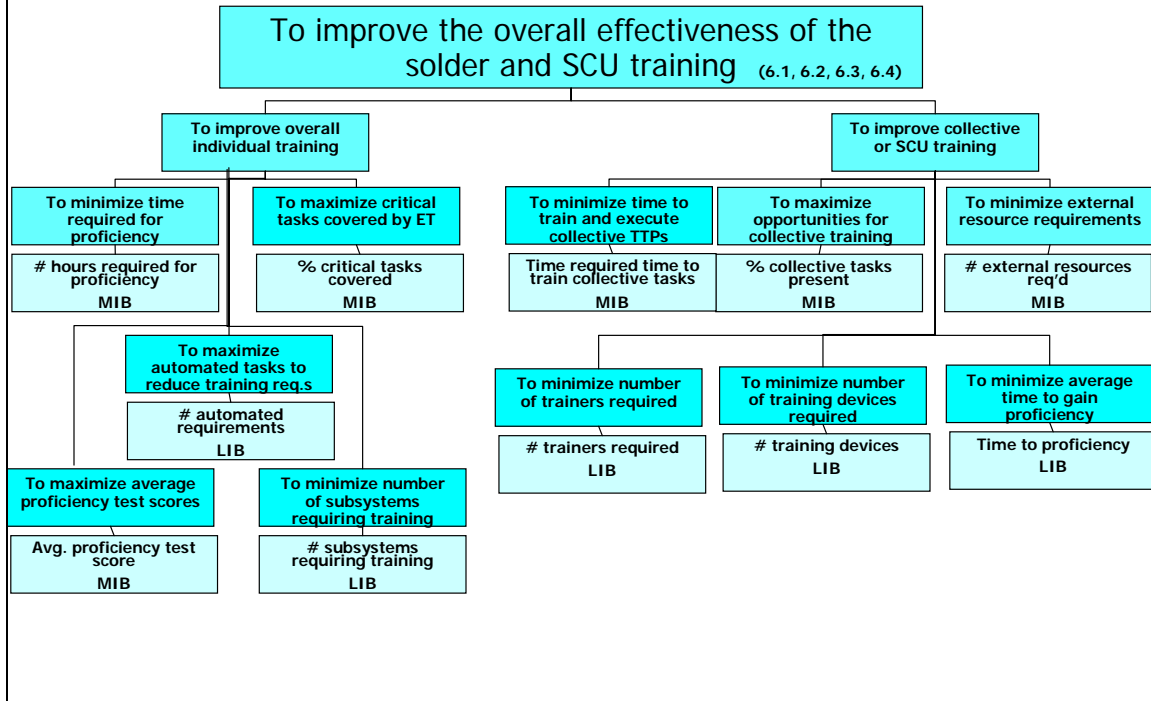 To improve the overall effectiveness of the
solder and SCU training (6.1, 6.2, 6.3, 6.4)
To improve overall
individual training
To improve collective
or SCU training
To minimize time
required for
proficiency
# hours required for
proficiency
MIB
To maximize critical
tasks covered by ET
% critical tasks
covered
MIB
To minimize time to
train and execute
collective TTPs
Time required time to
train collective tasks
MIB
To maximize
opportunities for
collective training
% collective tasks
present
MIB
To minimize external
resource requirements
# external resources
req'd
MIB
To maximize
automated tasks to
reduce training req.s
# automated
requirements
LIB
To maximize average
proficiency test scores
Avg. proficiency test
score
MIB
To minimize number
of subsystems
requiring training
# subsystems
requiring training
LIB
To minimize number
of trainers required
# trainers required
LIB
To minimize number
of training devices
required
# training devices
LIB
To minimize average
time to gain
proficiency
Time to proficiency
LIB